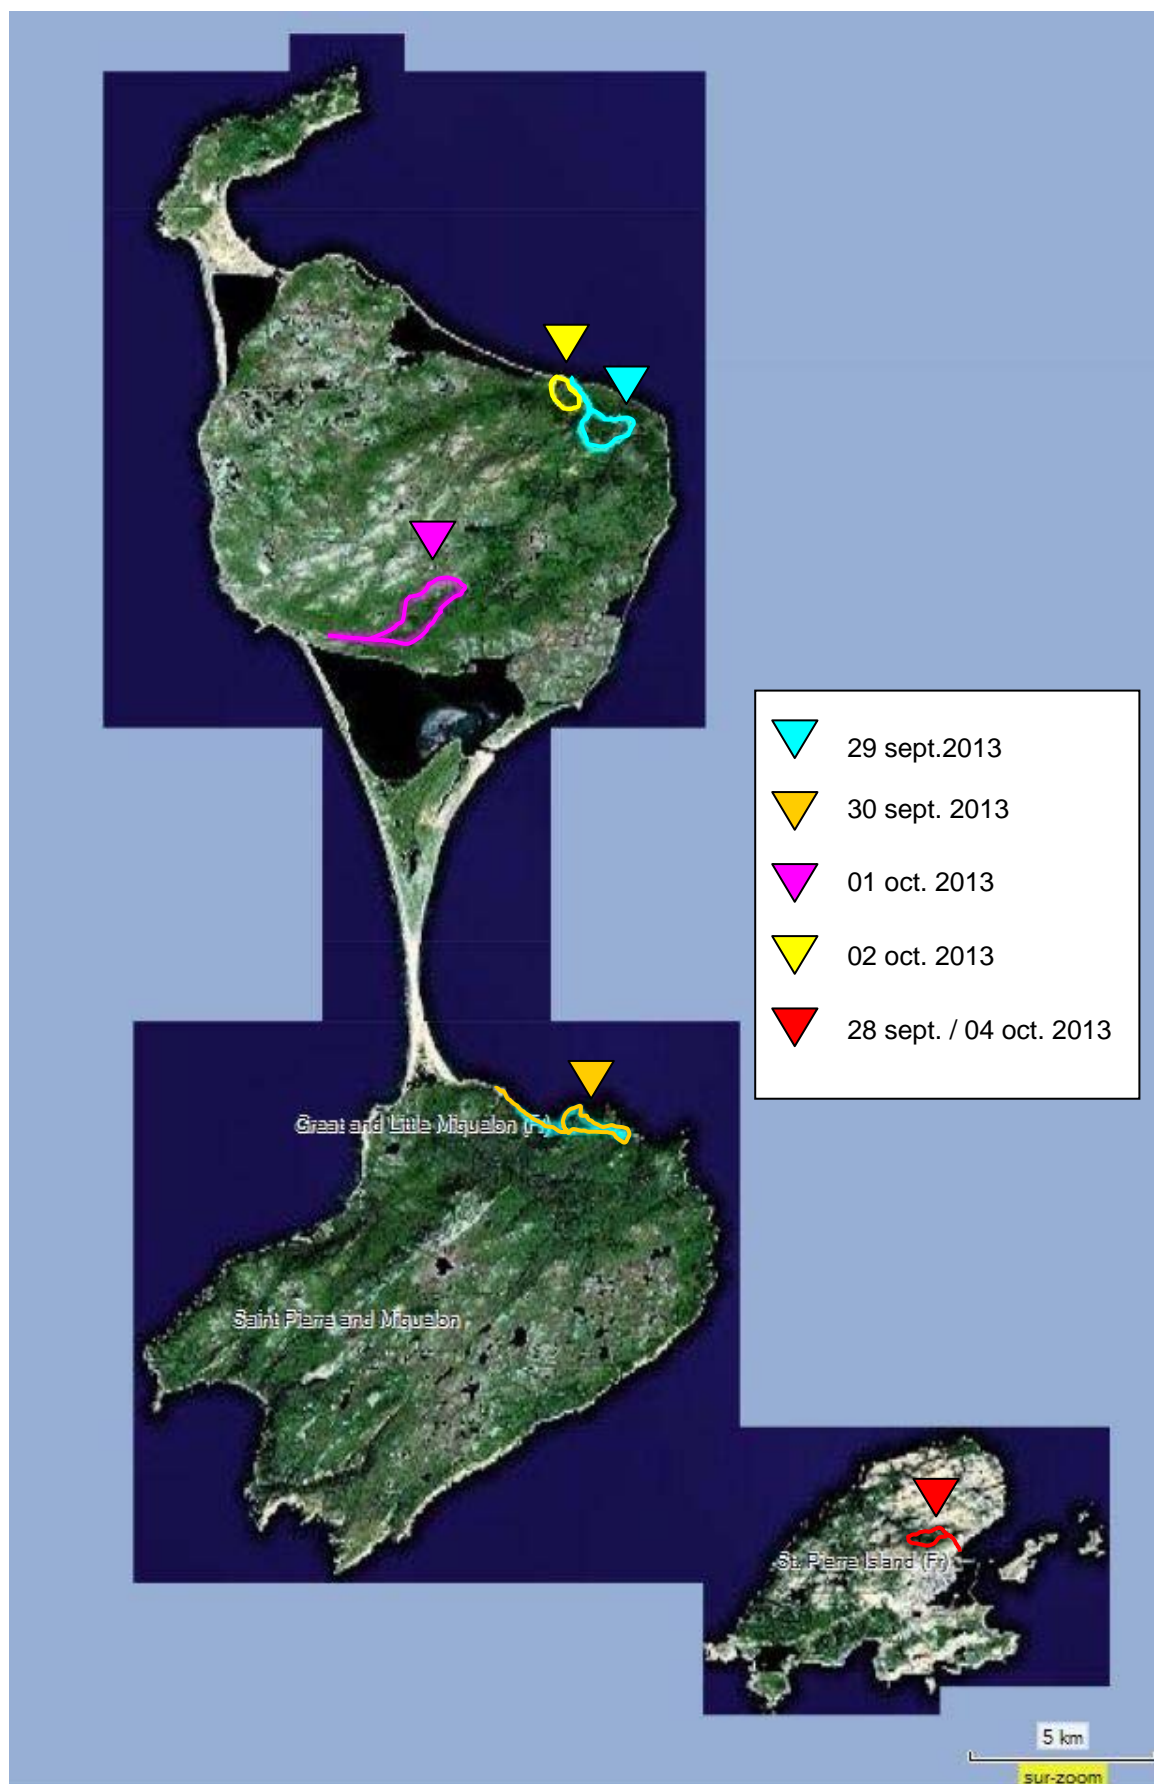 29 sept.2013
30 sept. 2013
01 oct. 2013
02 oct. 2013
28 sept. / 04 oct. 2013
Great and Little Miquelon (Fr)
Saint Pierre and Miquelon
St. Pierre Island (Fr)
5 km
sur-zoom